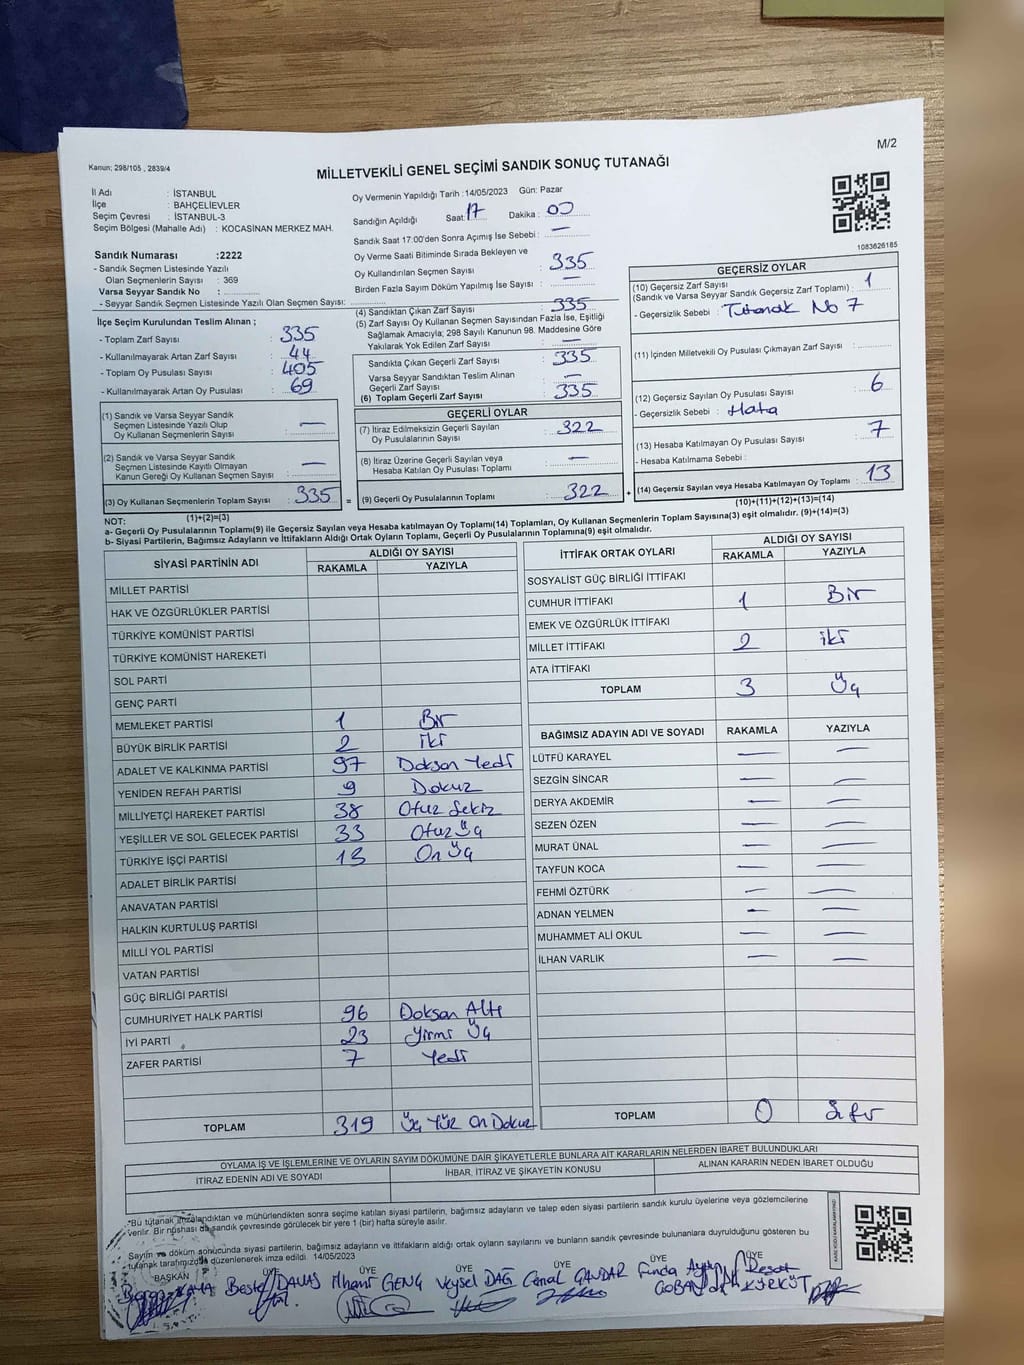 M/2
Kanun; 298/105 , 2839/4
MİLLETVEKİLİ GENEL SEÇİMİ SANDIK SONUÇ TUTANAĞI
İl Adı : İSTANBUL
İlçe : BAHÇELİEVLER
Seçim Çevresi : İSTANBUL-3
Seçim Bölgesi (Mahalle Adı) : KOCASİNAN MERKEZ MAH.
Oy Vermenin Yapıldığı Tarih : 14/05/2023 Gün: Pazar
Sandığın Açıldığı Saat: 17 Dakika : 00
Sandık Saat 17:00'den Sonra Açımış İse Sebebi : —
Oy Verme Saati Bitiminde Sırada Bekleyen ve
Oy Kullandırılan Seçmen Sayısı : 335
Birden Fazla Sayım Döküm Yapılmış İse Sayısı : —
1083626185
Sandık Numarası :2222
- Sandık Seçmen Listesinde Yazılı
Olan Seçmenlerin Sayısı : 369
Varsa Seyyar Sandık No :
- Seyyar Sandık Seçmen Listesinde Yazılı Olan Seçmen Sayısı:
İlçe Seçim Kurulundan Teslim Alınan ;
- Toplam Zarf Sayısı : 335
- Kullanılmayarak Artan Zarf Sayısı : 44
- Toplam Oy Pusulası Sayısı : 405
- Kullanılmayarak Artan Oy Pusulası : 69
(1) Sandık ve Varsa Seyyar Sandık
Seçmen Listesinde Yazılı Olup
Oy Kullanan Seçmenlerin Sayısı : —
(2) Sandık ve Varsa Seyyar Sandık
Seçmen Listesinde Kayıtlı Olmayan
Kanun Gereği Oy Kullanan Seçmen Sayısı : —
(3) Oy Kullanan Seçmenlerin Toplam Sayısı : 335 =
(1)+(2)=(3)
(4) Sandıktan Çıkan Zarf Sayısı : 335
(5) Zarf Sayısı Oy Kullanan Seçmen Sayısından Fazla İse, Eşitliği
Sağlamak Amacıyla; 298 Sayılı Kanunun 98. Maddesine Göre
Yakılarak Yok Edilen Zarf Sayısı : —
Sandıkta Çıkan Geçerli Zarf Sayısı : 335
Varsa Seyyar Sandıktan Teslim Alınan
Geçerli Zarf Sayısı : —
(6) Toplam Geçerli Zarf Sayısı : 335
GEÇERLİ OYLAR
(7) İtiraz Edilmeksizin Geçerli Sayılan
Oy Pusulalarının Sayısı : 322
(8) İtiraz Üzerine Geçerli Sayılan veya
Hesaba Katılan Oy Pusulası Toplamı : —
(9) Geçerli Oy Pusulalarının Toplamı : 322 +
GEÇERSİZ OYLAR
(10) Geçersiz Zarf Sayısı
(Sandık ve Varsa Seyyar Sandık Geçersiz Zarf Toplamı) : 1
- Geçersizlik Sebebi : Tutanak No 7
(11) İçinden Milletvekili Oy Pusulası Çıkmayan Zarf Sayısı :
(12) Geçersiz Sayılan Oy Pusulası Sayısı : 6
- Geçersizlik Sebebi : Hata
(13) Hesaba Katılmayan Oy Pusulası Sayısı : 7
- Hesaba Katılmama Sebebi :
(14) Geçersiz Sayılan veya Hesaba Katılmayan Oy Toplamı : 13
(10)+(11)+(12)+(13)=(14)
NOT:
a- Geçerli Oy Pusulalarının Toplamı(9) ile Geçersiz Sayılan veya Hesaba katılmayan Oy Toplamı(14) Toplamları, Oy Kullanan Seçmenlerin Toplam Sayısına(3) eşit olmalıdır. (9)+(14)=(3)
b- Siyasi Partilerin, Bağımsız Adayların ve İttifakların Aldığı Oyların Toplamı, Geçerli Oy Pusulalarının Toplamına(9) eşit olmalıdır.
SİYASİ PARTİNİN ADI ALDIĞI OY SAYISI
RAKAMLA YAZIYLA
MİLLET PARTİSİ
HAK VE ÖZGÜRLÜKLER PARTİSİ
TÜRKİYE KOMÜNİST PARTİSİ
TÜRKİYE KOMÜNİST HAREKETİ
SOL PARTİ
GENÇ PARTİ
MEMLEKET PARTİSİ 1 Bir
BÜYÜK BİRLİK PARTİSİ 2 iki
ADALET VE KALKINMA PARTİSİ 97 Doksan Yedi
YENİDEN REFAH PARTİSİ 9 Dokuz
MİLLİYETÇİ HAREKET PARTİSİ 38 Otuz Sekiz
YEŞİLLER VE SOL GELECEK PARTİSİ 33 Otuz Üç
TÜRKİYE İŞÇİ PARTİSİ 13 On Üç
ADALET BİRLİK PARTİSİ
ANAVATAN PARTİSİ
HALKIN KURTULUŞ PARTİSİ
MİLLİ YOL PARTİSİ
VATAN PARTİSİ
GÜÇ BİRLİĞİ PARTİSİ
CUMHURİYET HALK PARTİSİ 96 Doksan Altı
İYİ PARTİ 23 Yirmi Üç
ZAFER PARTİSİ 7 Yedi
TOPLAM 319 Üç Yüz On Dokuz
İTTİFAK ORTAK OYLARI ALDIĞI OY SAYISI
RAKAMLA YAZIYLA
SOSYALİST GÜÇ BİRLİĞİ İTTİFAKI
CUMHUR İTTİFAKI 1 Bir
EMEK VE ÖZGÜRLÜK İTTİFAKI
MİLLET İTTİFAKI 2 iki
ATA İTTİFAKI
TOPLAM 3 Üç
BAĞIMSIZ ADAYIN ADI VE SOYADI RAKAMLA YAZIYLA
LÜTFÜ KARAYEL — —
SEZGİN SİNCAR — —
DERYA AKDEMİR — —
SEZEN ÖZEN — —
MURAT ÜNAL — —
TAYFUN KOCA — —
FEHMİ ÖZTÜRK — —
ADNAN YELMEN — —
MUHAMMET ALİ OKUL — —
İLHAN VARLIK — —
TOPLAM 0 Sıfır
OYLAMA İŞ VE İŞLEMLERİNE VE OYLARIN SAYIM DÖKÜMÜNE DAİR ŞİKAYETLERLE BUNLARA AİT KARARLARIN NELERDEN İBARET BULUNDUKLARI
İTİRAZ EDENİN ADI VE SOYADI İHBAR, İTİRAZ VE ŞİKAYETİN KONUSU ALINAN KARARIN NEDEN İBARET OLDUĞU
*Bu tutanak imzalandıktan ve mühürlendikten sonra seçime katılan siyasi partilerin, bağımsız adayların ve talep eden siyasi partilerin sandık kurulu üyelerine veya gözlemcilerine
verilir. Bir nüshası da sandık çevresinde görülecek bir yere 1 (bir) hafta süreyle asılır.
Sayım ve döküm sonucunda siyasi partilerin, bağımsız adayların ve ittifakların aldığı ortak oyların sayılarını ve bunların sandık çevresinde bulunanlara duyrulduğunu gösteren bu
tutanak tarafımızca düzenlenerek imza edildi. 14/05/2023
BAŞKAN ÜYE ÜYE ÜYE ÜYE ÜYE ÜYE
Beste DAVAS İlhami GENÇ Veysel DAĞ Canal CANDAR Funda Aydın ÇOBAN Reşat KÜRKÜT